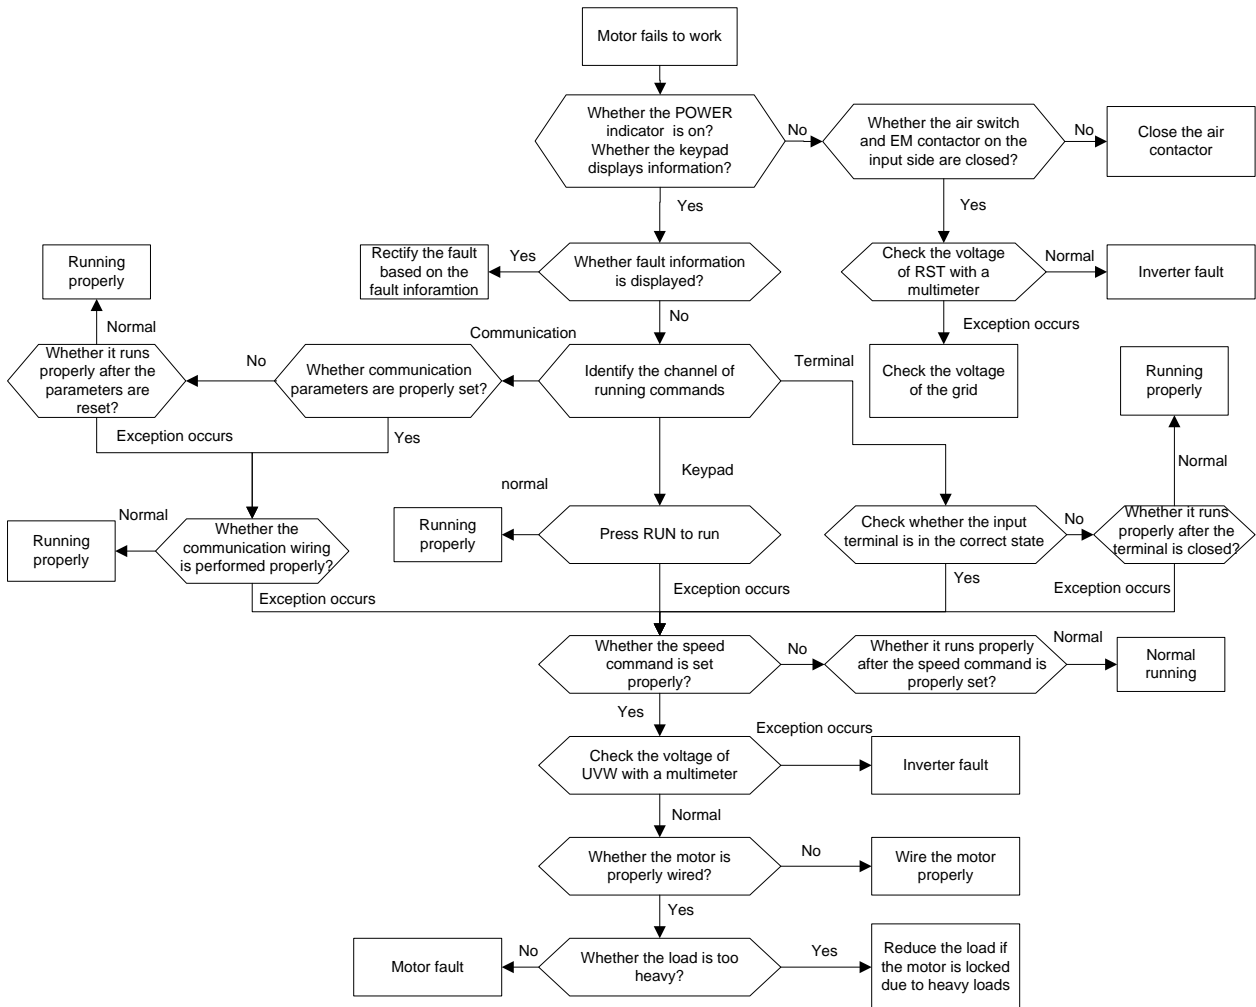 Motor fails to work
Whether the POWER
indicator is on?
Whether the keypad
displays information?
No
Whether the air switch
and EM contactor on the
input side are closed?
No
Close the air
contactor
Yes
Yes
Running
properly
Rectify the fault
based on the
fault inforamtion
Yes
Whether fault information
is displayed?
Check the voltage
of RST with a
multimeter
Normal
Inverter fault
Normal
No
Communication
Exception occurs
Whether it runs
properly after the
parameters are
reset?
No
Whether communication
parameters are properly set?
Identify the channel of
running commands
Terminal
Check the voltage
of the grid
Running
properly
Exception occurs
Yes
Keypad
Normal
normal
Running
properly
Normal
Whether the
communication wiring
is performed properly?
Running
properly
Press RUN to run
Check whether the input
terminal is in the correct state
No
Whether it runs
properly after the
terminal is closed?
Exception occurs
Exception occurs
Yes
Exception occurs
Whether the speed
command is set
properly?
No
Whether it runs properly
after the speed command is
properly set?
Normal
Normal
running
Yes
Exception occurs
Check the voltage of
UVW with a multimeter
Inverter fault
Normal
Whether the motor is
properly wired?
No
Wire the motor
properly
Yes
Motor fault
No
Whether the load is too
heavy?
Yes
Reduce the load if
the motor is locked
due to heavy loads